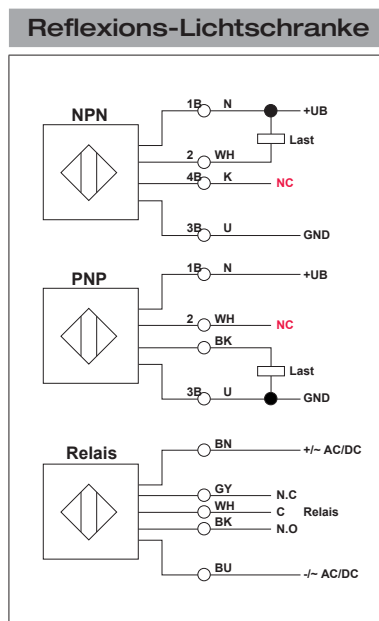 Reflexions-Lichtschranke
NPN
1B N +UB
Last
2 WH
4B K NC
3B U GND
PNP
1B N +UB
2 WH NC
BK
Last
3B U GND
Relais
BN +/~ AC/DC
GY N.C
WH C Relais
BK N.O
BU -/~ AC/DC